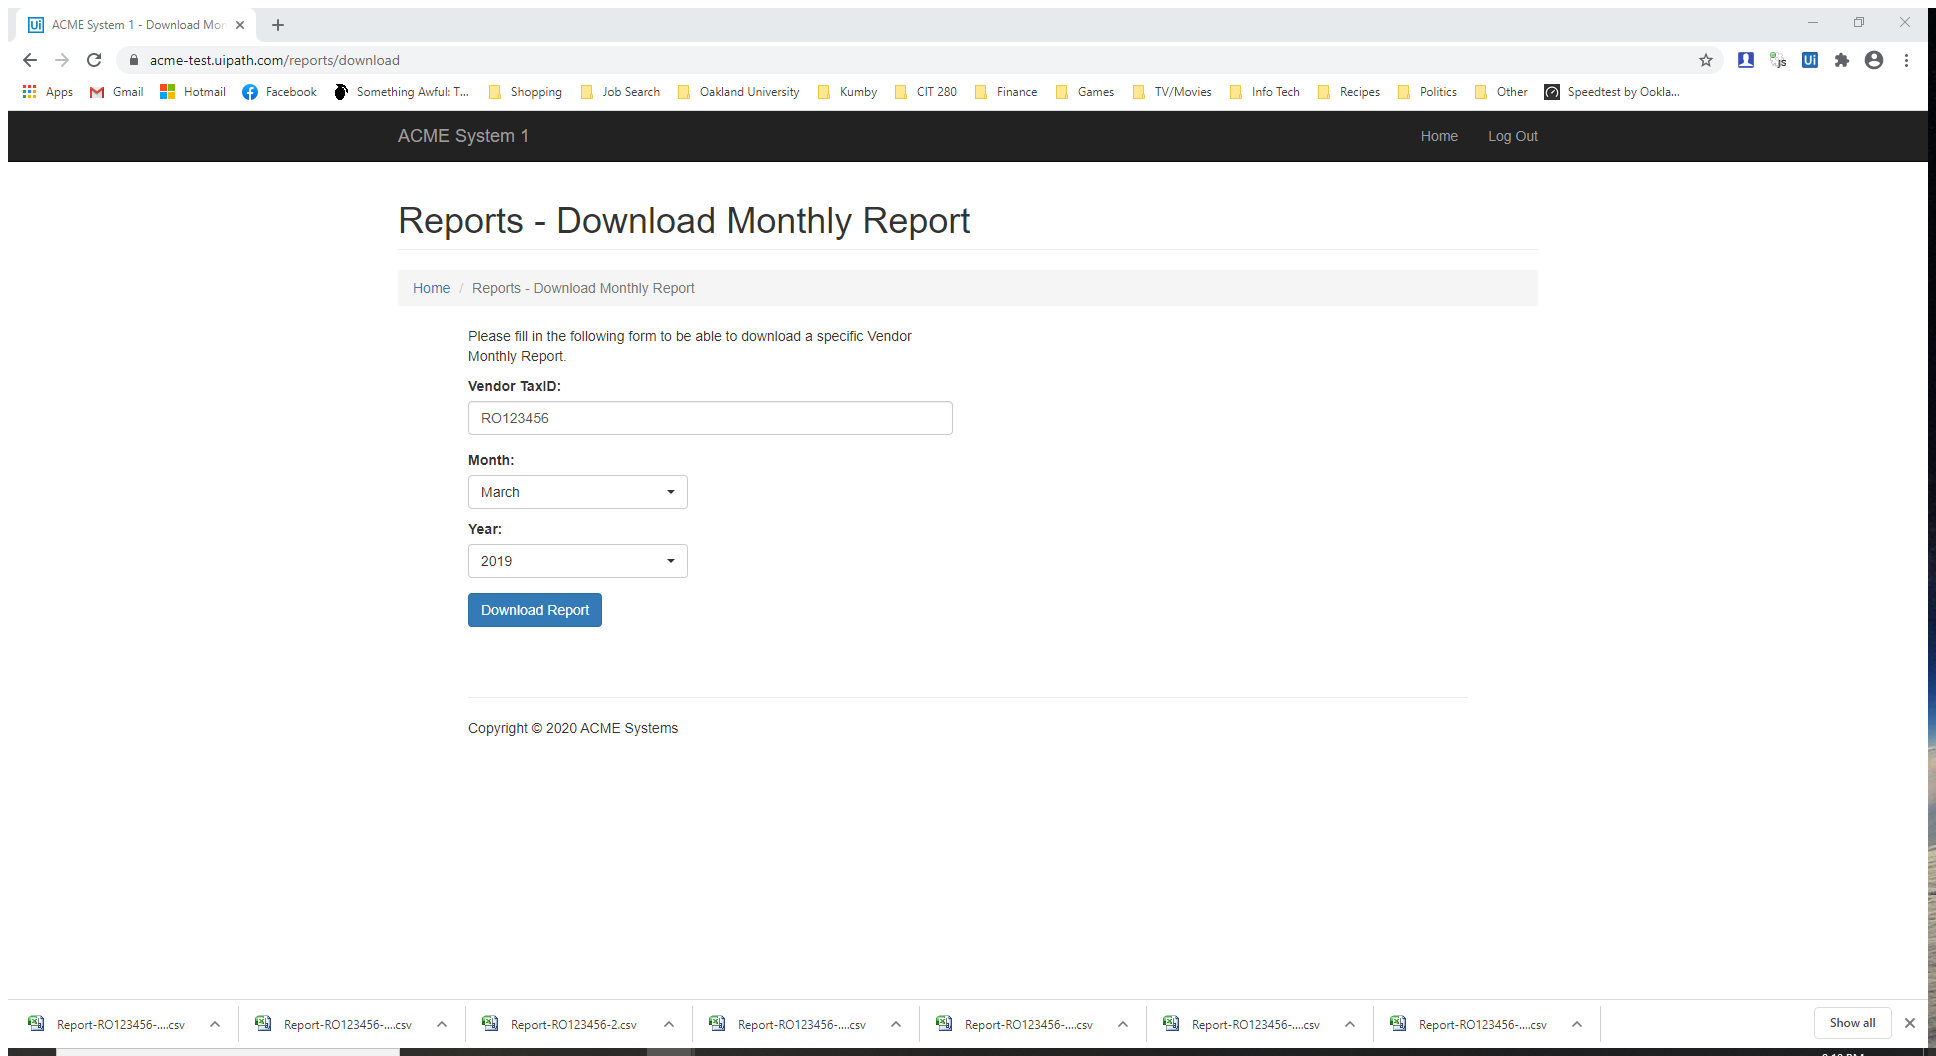 ACME System 1 - Download Mon
acme-test.uipath.com/reports/download
Apps Gmail Hotmail Facebook Something Awful: T... Shopping Job Search Oakland University Kumby CIT 280 Finance Games TV/Movies Info Tech Recipes Politics Other Speedtest by Ookla...
ACME System 1 Home Log Out
Reports - Download Monthly Report
Home / Reports - Download Monthly Report
Please fill in the following form to be able to download a specific Vendor
Monthly Report.
Vendor TaxID:
RO123456
Month:
March
Year:
2019
Download Report
Copyright © 2020 ACME Systems
Report-RO123456-....csv Report-RO123456-....csv Report-RO123456-2.csv Report-RO123456-....csv Report-RO123456-....csv Report-RO123456-....csv Report-RO123456-....csv Show all